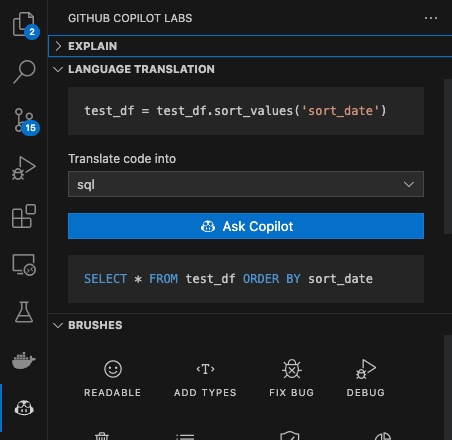 GITHUB COPILOT LABS
2
EXPLAIN
LANGUAGE TRANSLATION
test_df = test_df.sort_values('sort_date')
15
Translate code into
sql
Ask Copilot
SELECT * FROM test_df ORDER BY sort_date
BRUSHES
<T>
READABLE ADD TYPES FIX BUG DEBUG